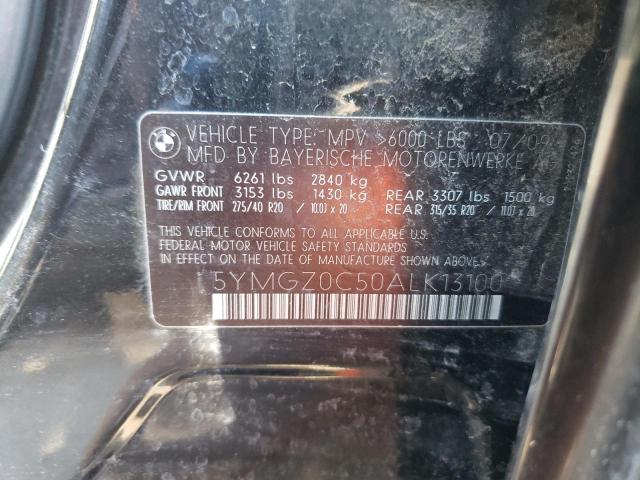 BMW
VEHICLE TYPE: MPV >6000 LBS 07/09
MFD BY BAYERISCHE MOTORENWERKE AG
GVWR 6261 lbs 2840 kg
GAWR FRONT 3153 lbs 1430 kg REAR 3307 lbs 1500 kg
TIRE/RIM FRONT 275/40 R20 / 10.0J x 20 REAR 315/35 R20 / 11.0J x 20
THIS VEHICLE CONFORMS TO ALL APPLICABLE U.S.
FEDERAL MOTOR VEHICLE SAFETY STANDARDS
IN EFFECT ON THE DATE OF MANUFACTURE SHOWN ABOVE.
5YMGZ0C50ALK13100